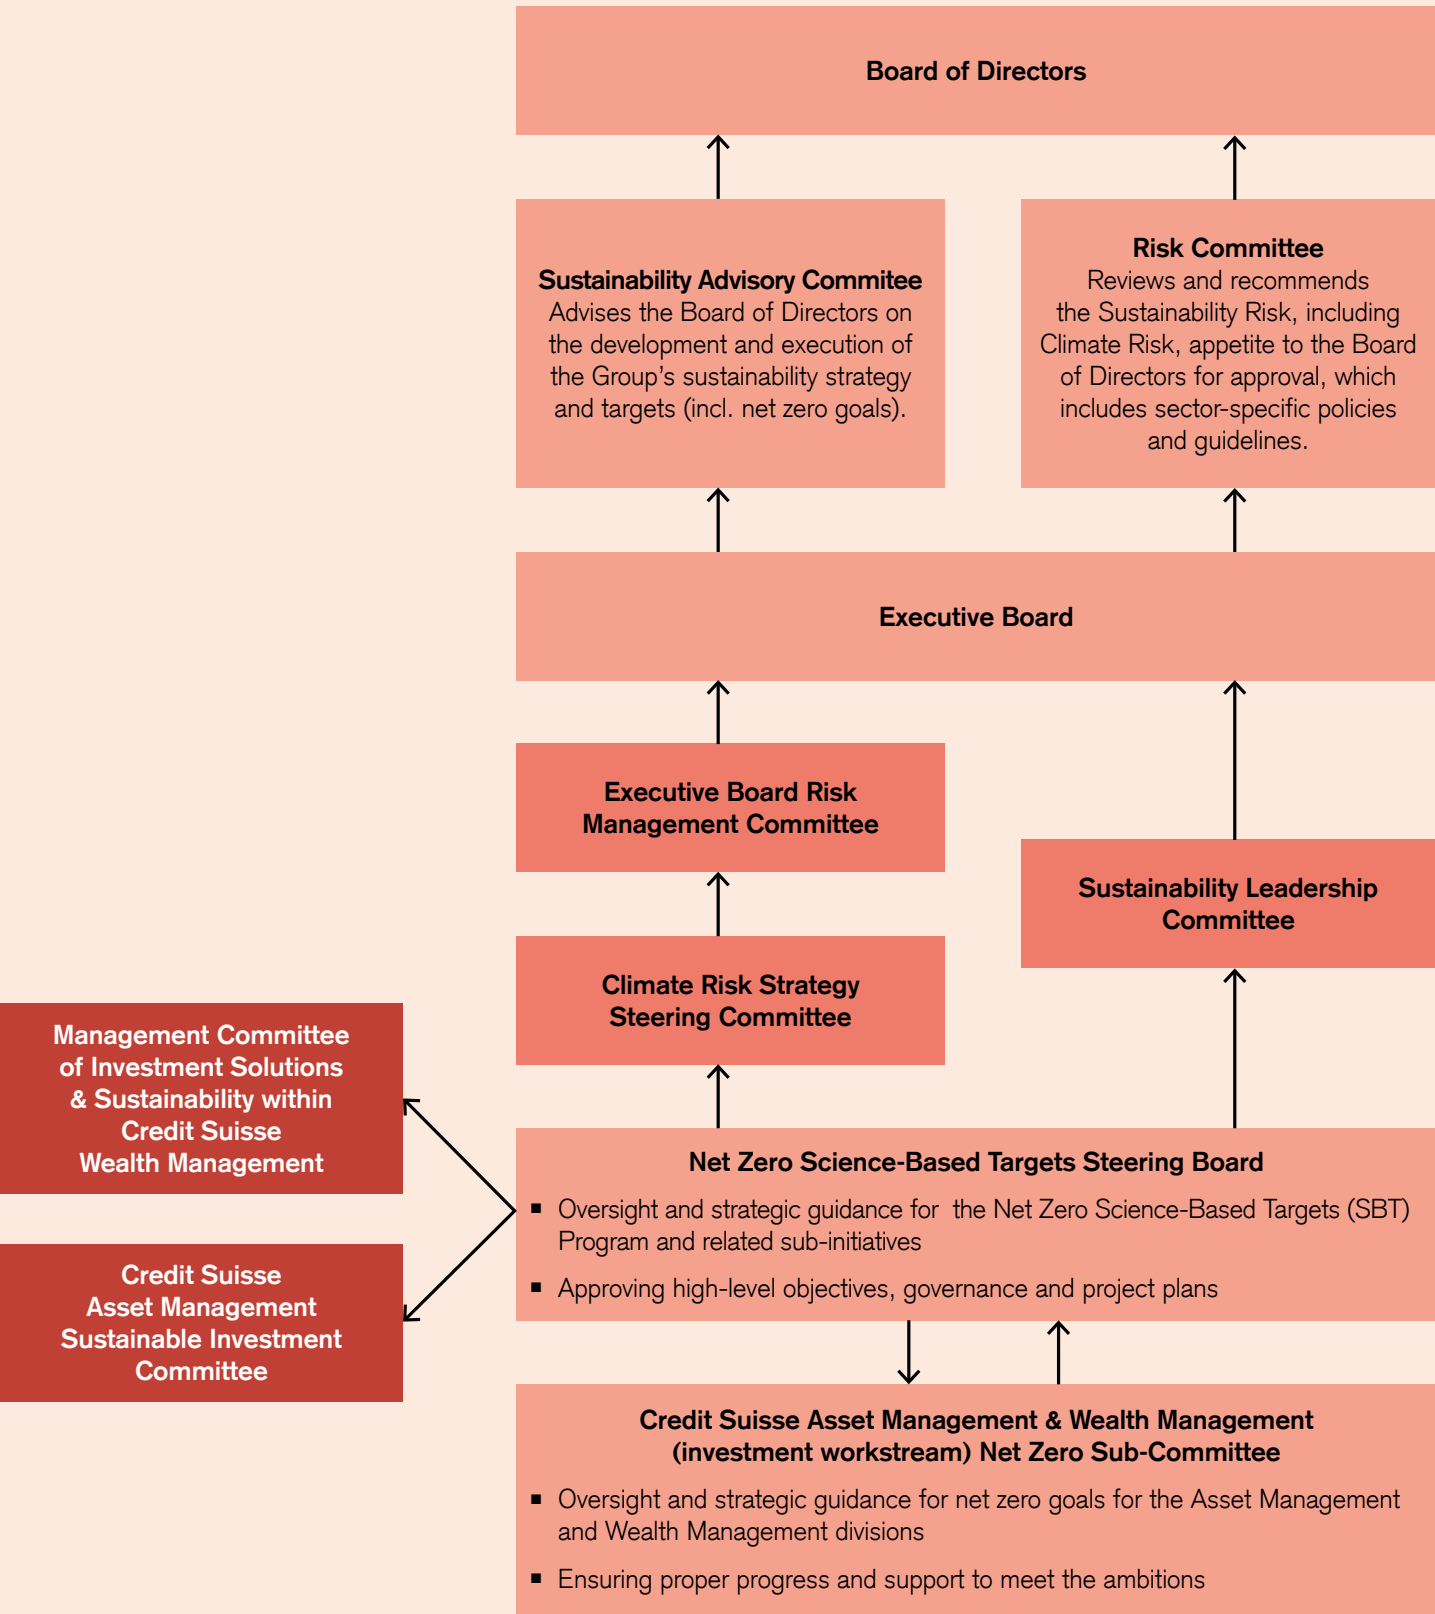 Board of Directors
Sustainability Advisory Commitee
Advises the Board of Directors on
the development and execution of
the Group's sustainability strategy
and targets (incl. net zero goals).
Risk Committee
Reviews and recommends
the Sustainability Risk, including
Climate Risk, appetite to the Board
of Directors for approval, which
includes sector-specific policies
and guidelines.
Executive Board
Executive Board Risk
Management Committee
Sustainability Leadership
Committee
Climate Risk Strategy
Steering Committee
Management Committee
of Investment Solutions
& Sustainability within
Credit Suisse
Wealth Management
Credit Suisse
Asset Management
Sustainable Investment
Committee
Net Zero Science-Based Targets Steering Board
▪ Oversight and strategic guidance for the Net Zero Science-Based Targets (SBT)
Program and related sub-initiatives
▪ Approving high-level objectives, governance and project plans
Credit Suisse Asset Management & Wealth Management
(investment workstream) Net Zero Sub-Committee
▪ Oversight and strategic guidance for net zero goals for the Asset Management
and Wealth Management divisions
▪ Ensuring proper progress and support to meet the ambitions